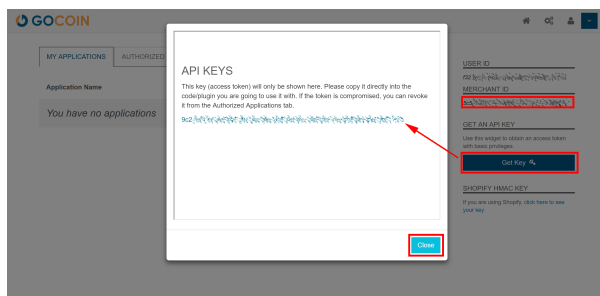 GOCOIN
MY APPLICATIONS
AUTHORIZED
Application Name
You have no applications
API KEYS
This key (access token) will only be shown here. Please copy it directly into the
code/plugin you are going to use it with. If the token is compromised, you can revoke
it from the Authorized Applications tab.
9c2
Close
USER ID
MERCHANT ID
GET AN API KEY
Use this widget to obtain an access token
with basic privileges.
Get Key
SHOPIFY HMAC KEY
If you are using Shopify, click here to see
your key